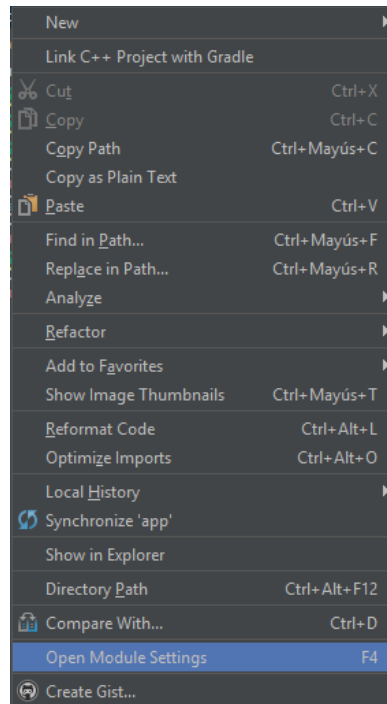 New
Link C++ Project with Gradle
Cut Ctrl+X
Copy Ctrl+C
Copy Path Ctrl+Mayús+C
Copy as Plain Text
Paste Ctrl+V
Find in Path... Ctrl+Mayús+F
Replace in Path... Ctrl+Mayús+R
Analyze
Refactor
Add to Favorites
Show Image Thumbnails Ctrl+Mayús+T
Reformat Code Ctrl+Alt+L
Optimize Imports Ctrl+Alt+O
Local History
Synchronize 'app'
Show in Explorer
Directory Path Ctrl+Alt+F12
Compare With... Ctrl+D
Open Module Settings F4
Create Gist...